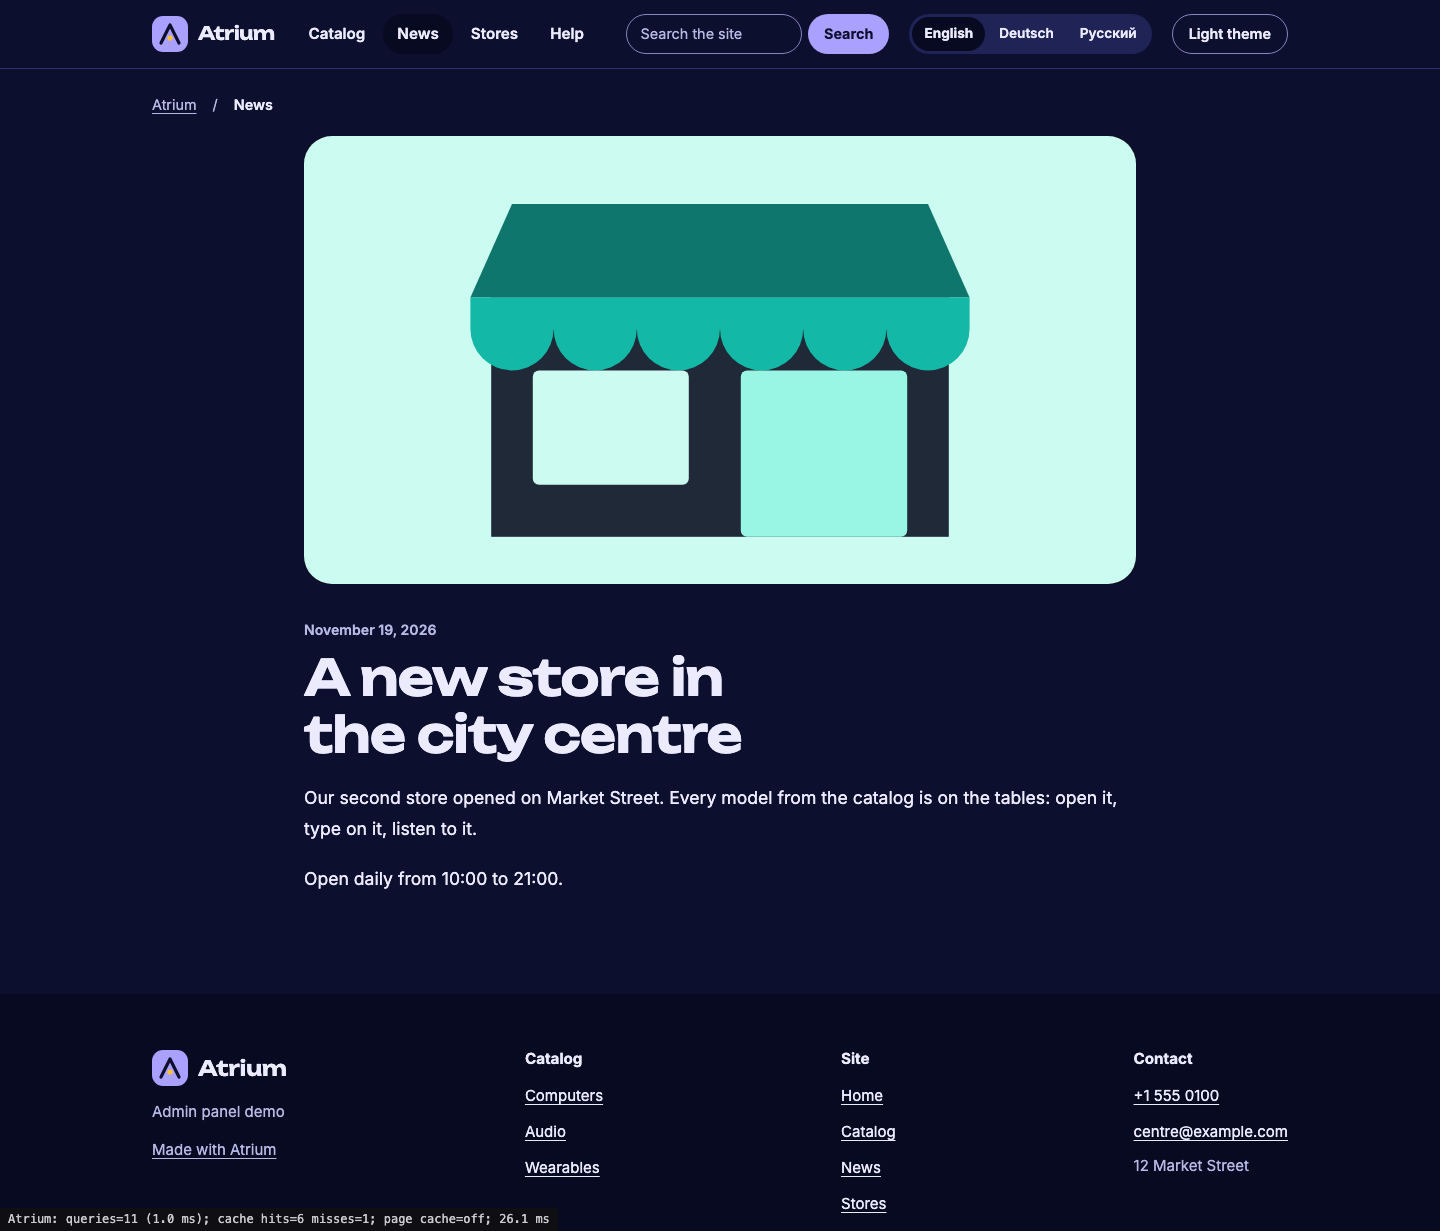 Atrium
Catalog
News
Stores
Help
Search the site
Search
English
Deutsch
Русский
Light theme
Atrium / News
November 19, 2026
A new store in
the city centre
Our second store opened on Market Street. Every model from the catalog is on the tables: open it,
type on it, listen to it.
Open daily from 10:00 to 21:00.
Atrium
Admin panel demo
Made with Atrium
Catalog
Computers
Audio
Wearables
Site
Home
Catalog
News
Stores
Contact
+1 555 0100
centre@example.com
12 Market Street
Atrium: queries=11 (1.0 ms); cache hits=6 misses=1; page cache=off; 26.1 ms